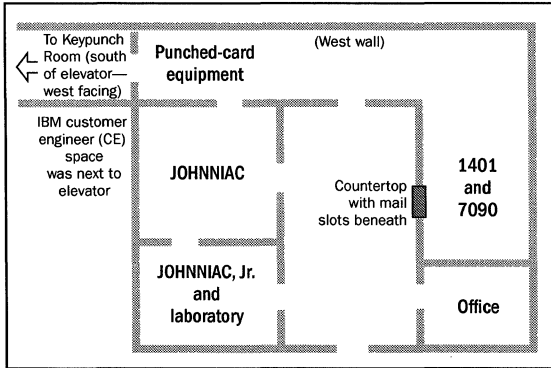 To Keypunch
Room (south
of elevator—
west facing)
Punched-card
equipment
(West wall)
IBM customer
engineer (CE)
space
was next to
elevator
JOHNNIAC
Countertop
with mail
slots beneath
1401
and
7090
JOHNNIAC, Jr.
and
laboratory
Office